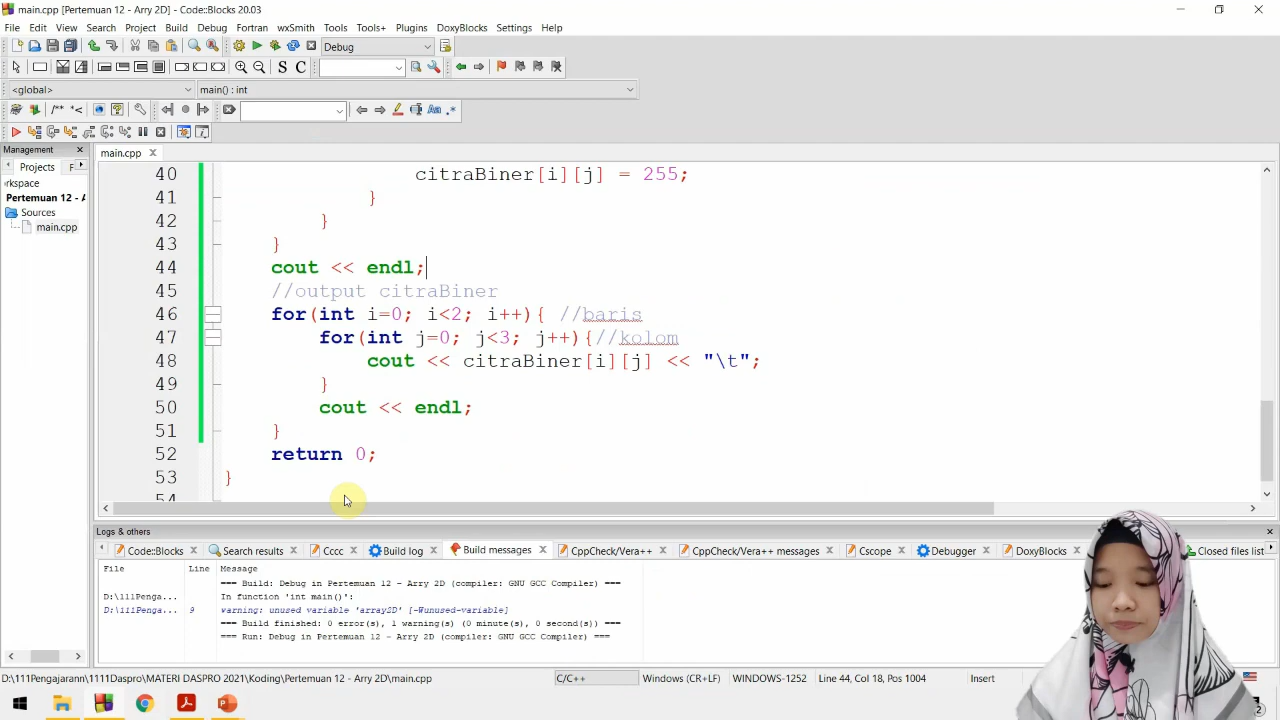 main.cpp [Pertemuan 12 - Arry 2D] - Code::Blocks 20.03
File Edit View Search Project Build Debug Fortran wxSmith Tools Tools+ Plugins DoxyBlocks Settings Help
Debug
S C
<global> main() : int
/** *< Aa .*
Management
main.cpp
Projects F
rkspace
Pertemuan 12 - A
Sources
main.cpp
40 citraBiner[i][j] = 255;
41 }
42 }
43 }
44 cout << endl;
45 //output citraBiner
46 for(int i=0; i<2; i++){ //baris
47 for(int j=0; j<3; j++){//kolom
48 cout << citraBiner[i][j] << "\t";
49 }
50 cout << endl;
51 }
52 return 0;
53 }
54
Logs & others
Code::Blocks Search results Cccc Build log Build messages CppCheck/Vera++ CppCheck/Vera++ messages Cscope Debugger DoxyBlocks Closed files list
File Line Message
=== Build: Debug in Pertemuan 12 - Arry 2D (compiler: GNU GCC Compiler) ===
D:\111Penga... In function 'int main()':
D:\111Penga... 9 warning: unused variable 'array2D' [-Wunused-variable]
=== Build finished: 0 error(s), 1 warning(s) (0 minute(s), 0 second(s)) ===
=== Run: Debug in Pertemuan 12 - Arry 2D (compiler: GNU GCC Compiler) ===
D:\111Pengajarann\111Daspro\MATERI DASPRO 2021\Koding\Pertemuan 12 - Arry 2D\main.cpp C/C++ Windows (CR+LF) WINDOWS-1252 Line 44, Col 18, Pos 1004 Insert